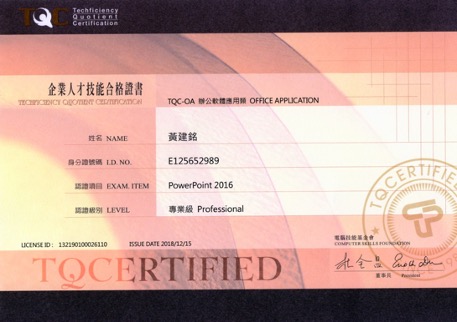 TQC Techficiency
Quotient
Certification
企業人才技能合格證書
TECHFICIENCY QUOTIENT CERTIFICATION
TQC-OA 辦公軟體應用類 OFFICE APPLICATION
姓名 NAME 黃建銘
身分證號碼 I.D. NO. E125652989
認證項目 EXAM. ITEM PowerPoint 2016
認證級別 LEVEL 專業級 Professional
LICENSE ID: 132190100026110 ISSUE DATE 2018/12/15
電腦技能基金會
COMPUTER SKILLS FOUNDATION
董事長 President
TQCERTIFIED
TQCERTIFIED